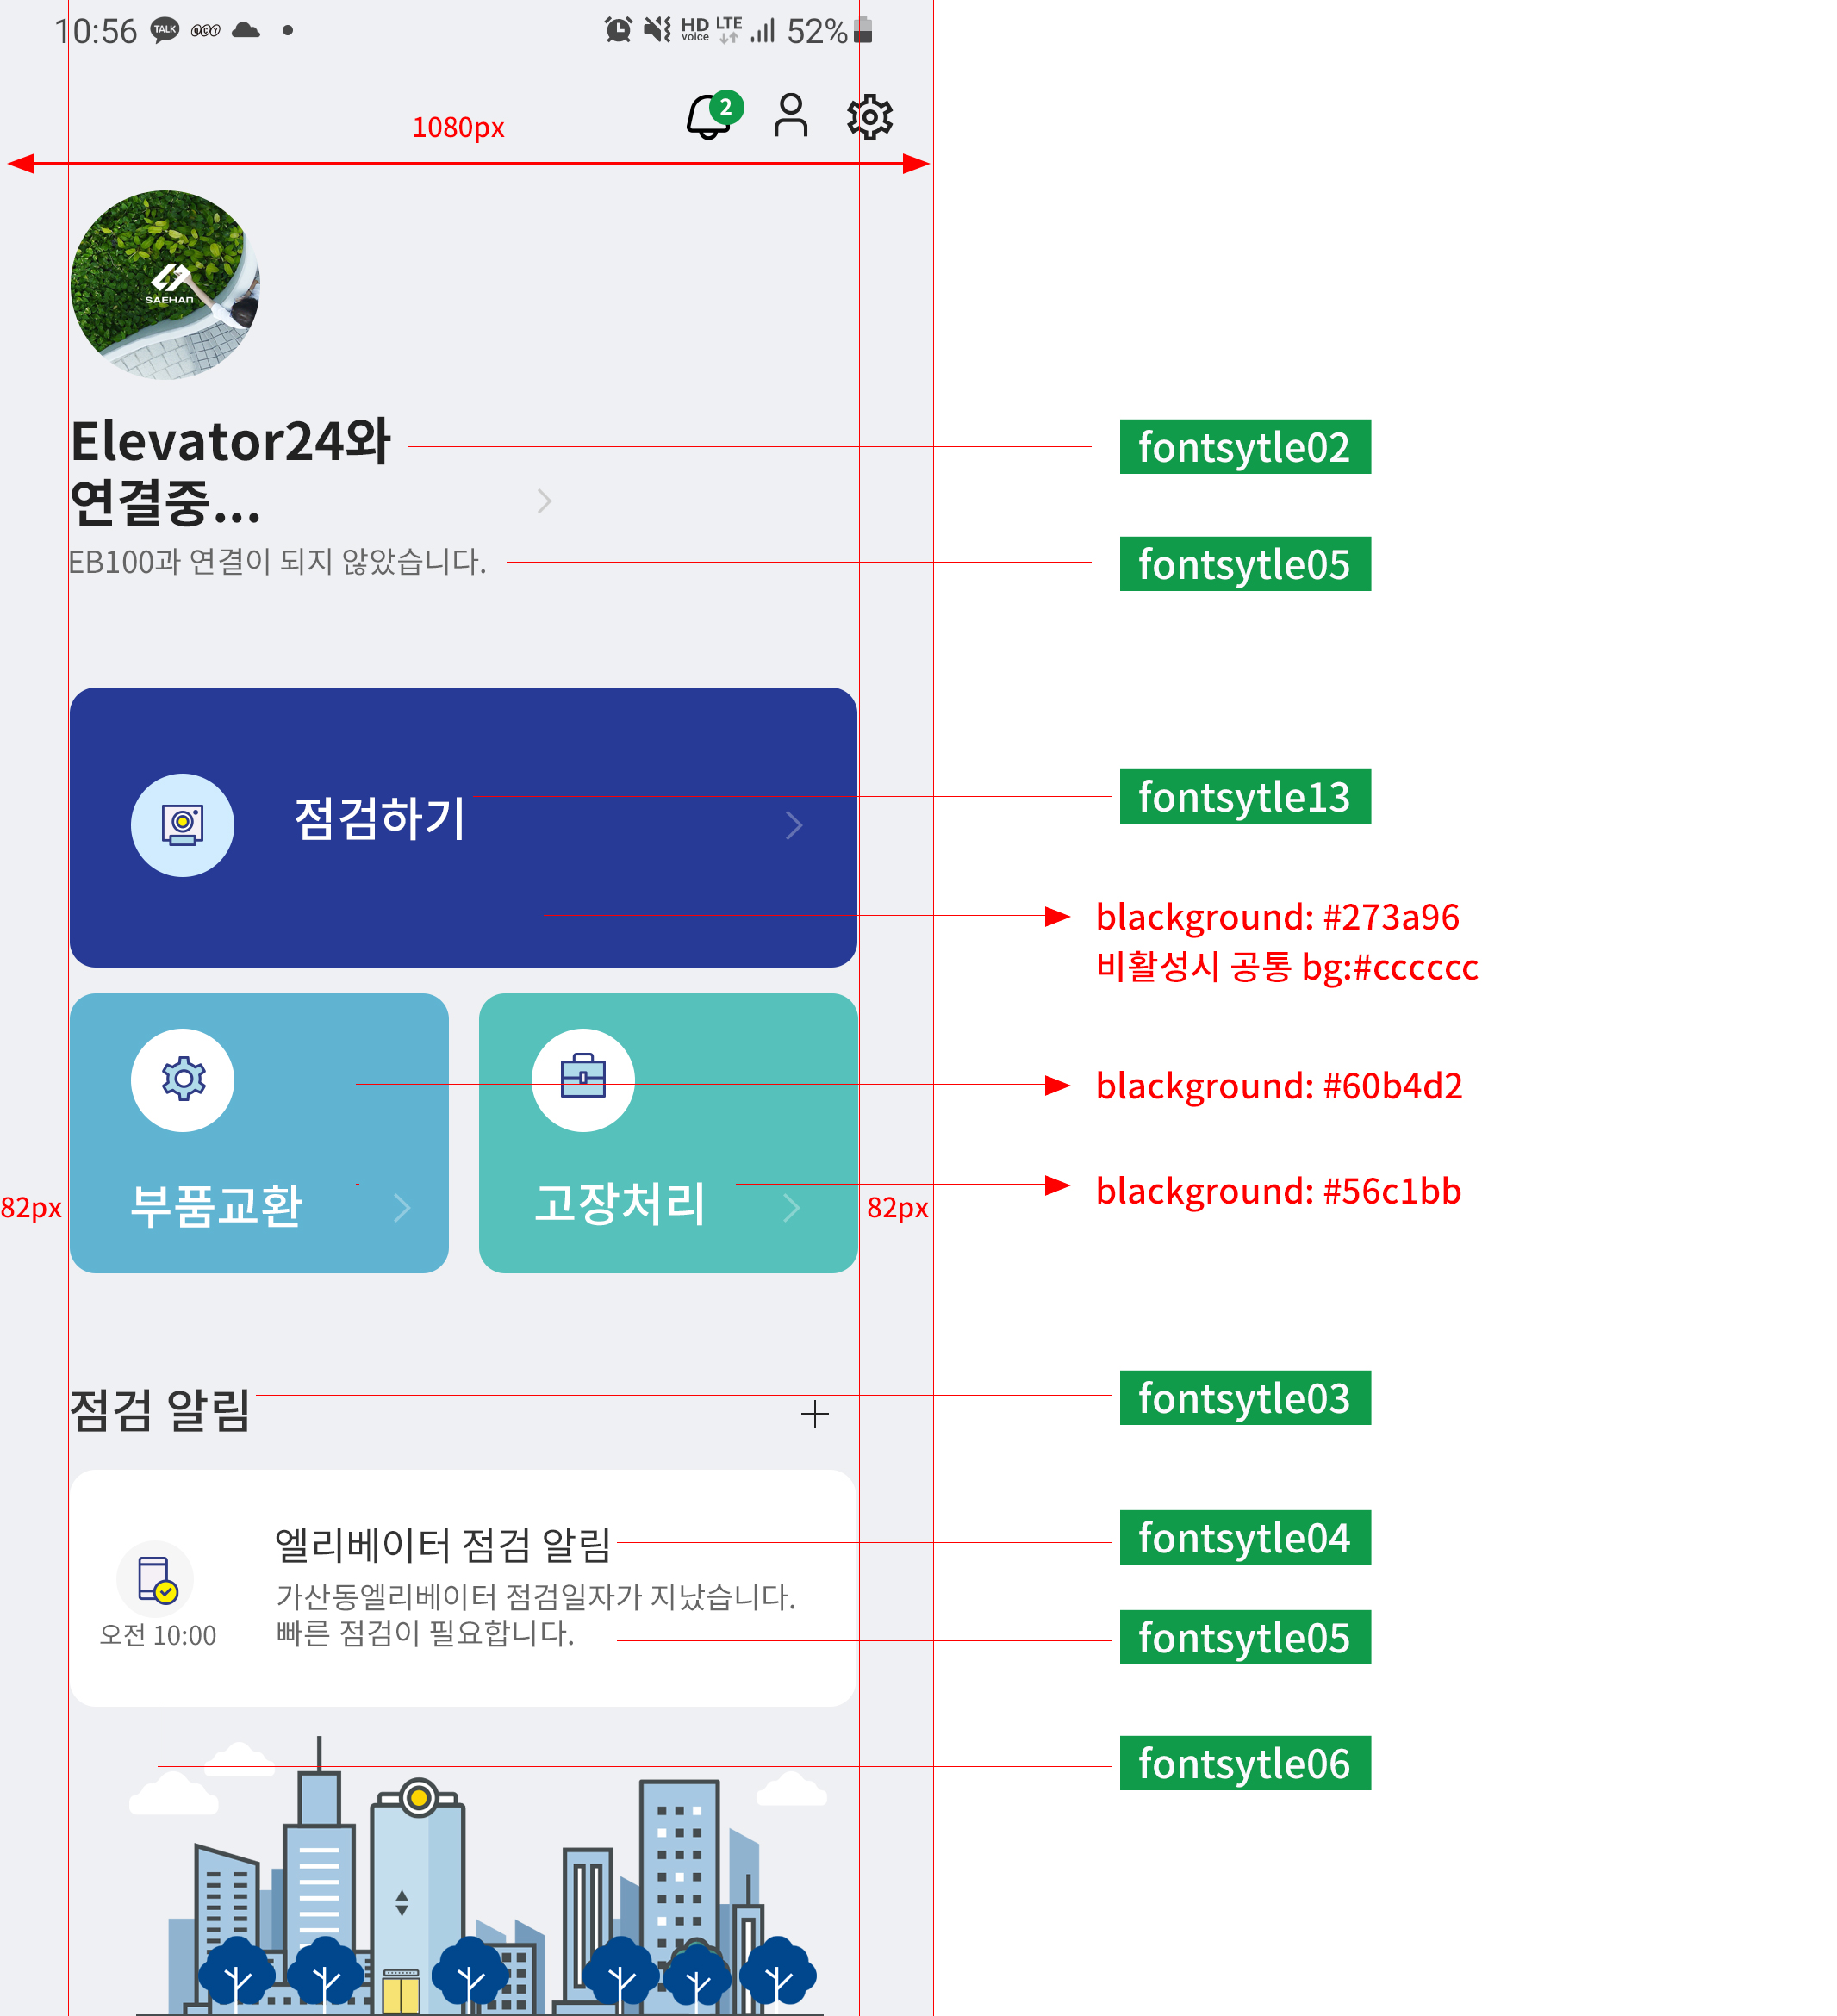 10:56 TALK HD voice LTE 52%
2
1080px
SAEHAN
Elevator24와
연결중...
fontsytle02
EB100과 연결이 되지 않았습니다.
fontsytle05
점검하기
fontsytle13
blackground: #273a96
비활성시 공통 bg:#cccccc
blackground: #60b4d2
blackground: #56c1bb
82px
부품교환
고장처리
82px
점검 알림
fontsytle03
엘리베이터 점검 알림
fontsytle04
가산동엘리베이터 점검일자가 지났습니다.
빠른 점검이 필요합니다.
fontsytle05
오전 10:00
fontsytle06